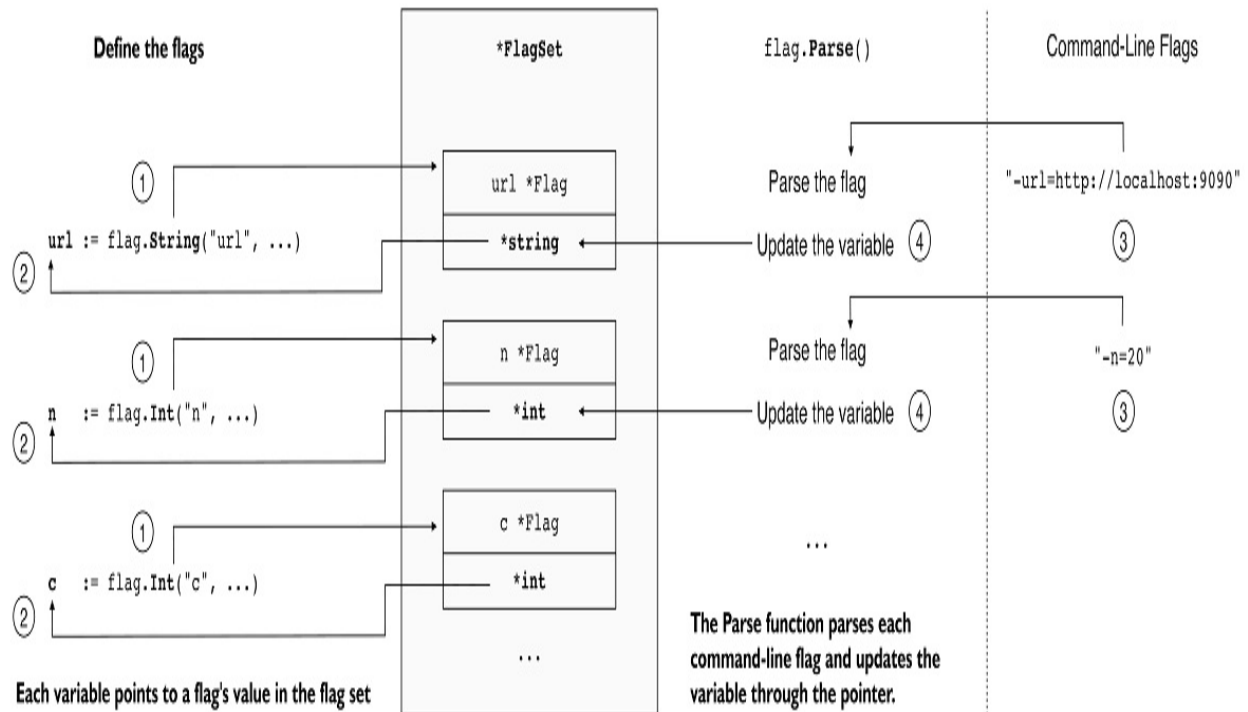 Define the flags
*FlagSet
flag.Parse()
Command-Line Flags
1
url *Flag
Parse the flag
"-url=http://localhost:9090"
url := flag.String("url", ...)
*string
Update the variable
4
3
2
1
n *Flag
Parse the flag
"-n=20"
n := flag.Int("n", ...)
*int
Update the variable
4
3
2
1
c *Flag
...
c := flag.Int("c", ...)
*int
2
...
Each variable points to a flag's value in the flag set
The Parse function parses each
command-line flag and updates the
variable through the pointer.